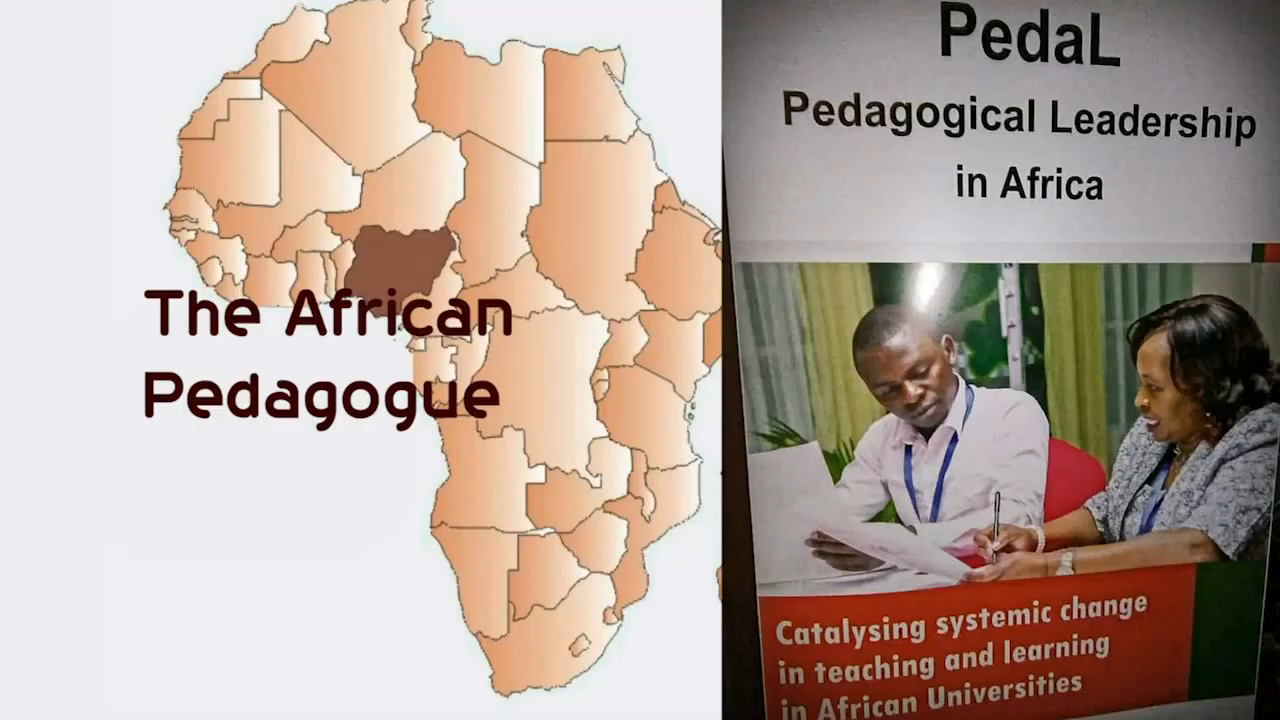 The African
Pedagogue
PedaL
Pedagogical Leadership
in Africa
Catalysing systemic change
in teaching and learning
in African Universities